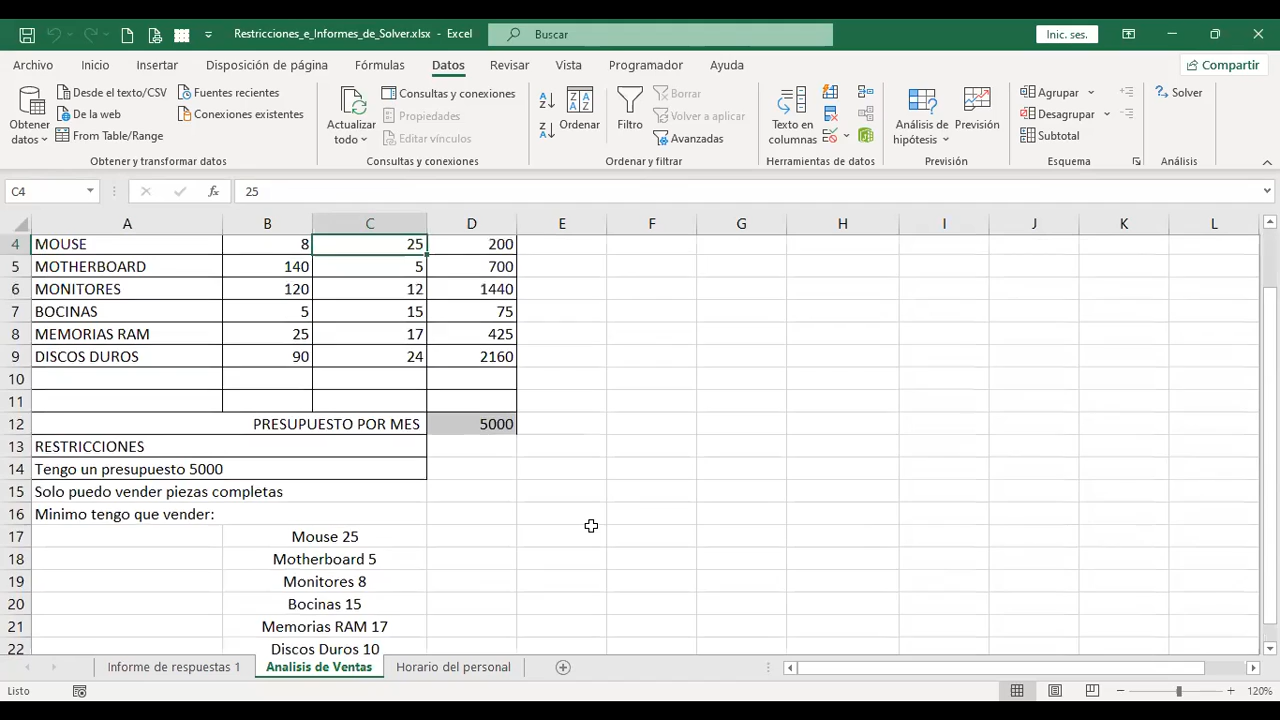 Restricciones_e_Informes_de_Solver.xlsx - Excel
Buscar
Inic. ses.
Archivo Inicio Insertar Disposición de página Fórmulas Datos Revisar Vista Programador Ayuda Compartir
Obtener datos
Desde el texto/CSV
De la web
From Table/Range
Fuentes recientes
Conexiones existentes
Obtener y transformar datos
Actualizar todo
Consultas y conexiones
Propiedades
Editar vínculos
Consultas y conexiones
Ordenar
Filtro
Borrar
Volver a aplicar
Avanzadas
Ordenar y filtrar
Texto en columnas
Herramientas de datos
Análisis de hipótesis
Previsión
Previsión
Agrupar
Desagrupar
Subtotal
Esquema
Solver
Análisis
C4 fx 25
A B C D E F G H I J K L
4 MOUSE 8 25 200
5 MOTHERBOARD 140 5 700
6 MONITORES 120 12 1440
7 BOCINAS 5 15 75
8 MEMORIAS RAM 25 17 425
9 DISCOS DUROS 90 24 2160
10
11
12 PRESUPUESTO POR MES 5000
13 RESTRICCIONES
14 Tengo un presupuesto 5000
15 Solo puedo vender piezas completas
16 Minimo tengo que vender:
17 Mouse 25
18 Motherboard 5
19 Monitores 8
20 Bocinas 15
21 Memorias RAM 17
22 Discos Duros 10
Informe de respuestas 1 Analisis de Ventas Horario del personal
Listo 120%